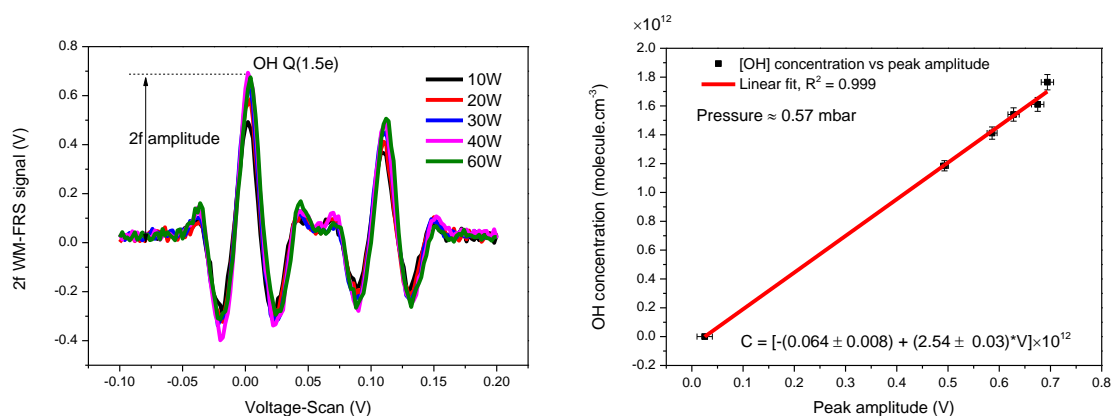 0.8
0.6
0.4
0.2
0.0
-0.2
-0.4
2f WM-FRS signal (V)
OH Q(1.5e)
2f amplitude
10W
20W
30W
40W
60W
-0.10
-0.05
0.00
0.05
0.10
0.15
0.20
Voltage-Scan (V)
×10¹²
2.0
1.8
1.6
1.4
1.2
1.0
0.8
0.6
0.4
0.2
0.0
-0.2
OH concentration (molecule.cm⁻³)
[OH] concentration vs peak amplitude
Linear fit, R² = 0.999
Pressure ≈ 0.57 mbar
C = [-(0.064 ± 0.008) + (2.54 ± 0.03)*V]×10¹²
0.0
0.1
0.2
0.3
0.4
0.5
0.6
0.7
0.8
Peak amplitude (V)